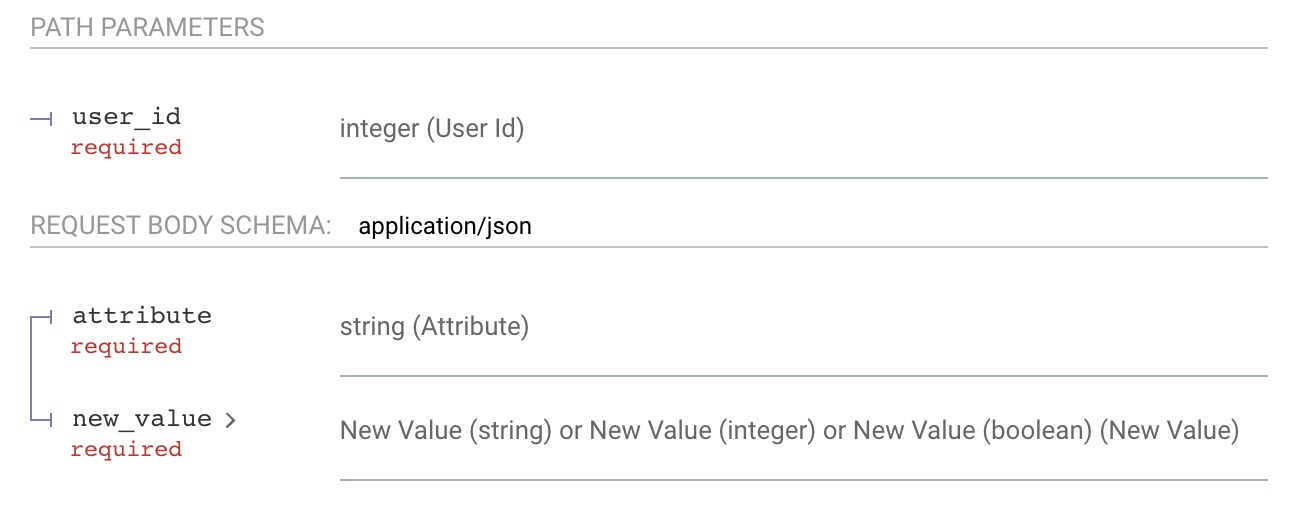 PATH PARAMETERS
user_id
required
integer (User Id)
REQUEST BODY SCHEMA: application/json
attribute
required
string (Attribute)
new_value >
required
New Value (string) or New Value (integer) or New Value (boolean) (New Value)